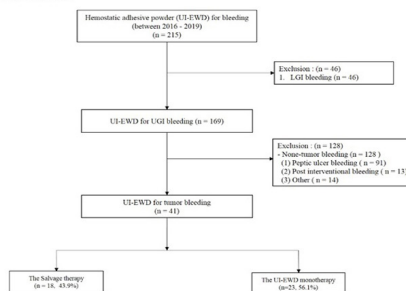 Hemostatic adhesive powder (UI-EWD) for bleeding
(between 2016 - 2019)
(n = 215)
Exclusion : (n = 46)
1. LGI bleeding (n = 46)
UI-EWD for UGI bleeding (n = 169)
Exclusion : (n = 128)
- None-tumor bleeding (n = 128 )
(1) Peptic ulcer bleeding ( n = 91)
(2) Post interventional bleeding ( n = 13)
(3) Other ( n = 14)
UI-EWD for tumor bleeding
(n = 41)
The Salvage therapy
(n = 18, 43.9%)
The UI-EWD monotherapy
(n=23, 56.1%)